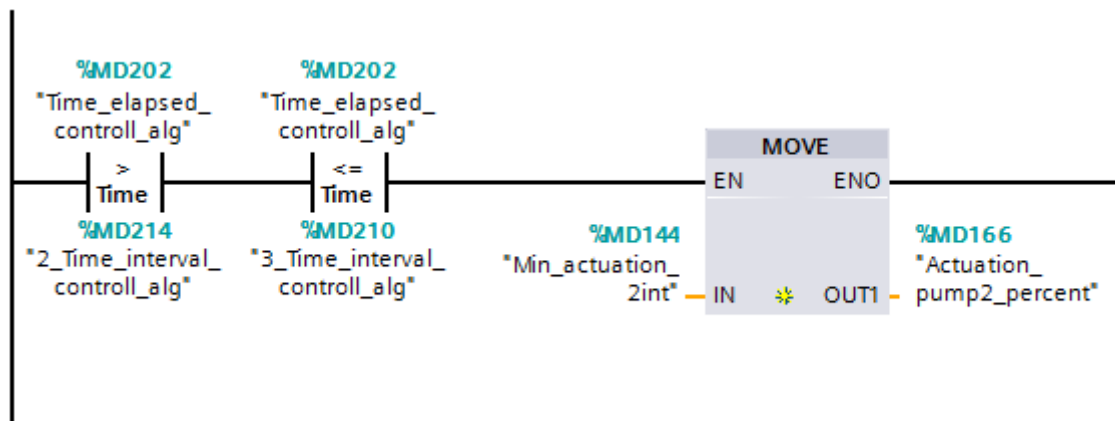 %MD202
"Time_elapsed_
controll_alg"
>
Time
%MD214
"2_Time_interval_
controll_alg"
%MD202
"Time_elapsed_
controll_alg"
<=
Time
%MD210
"3_Time_interval_
controll_alg"
MOVE
EN ENO
%MD144
"Min_actuation_
2int"
IN OUT1
%MD166
"Actuation_
pump2_percent"